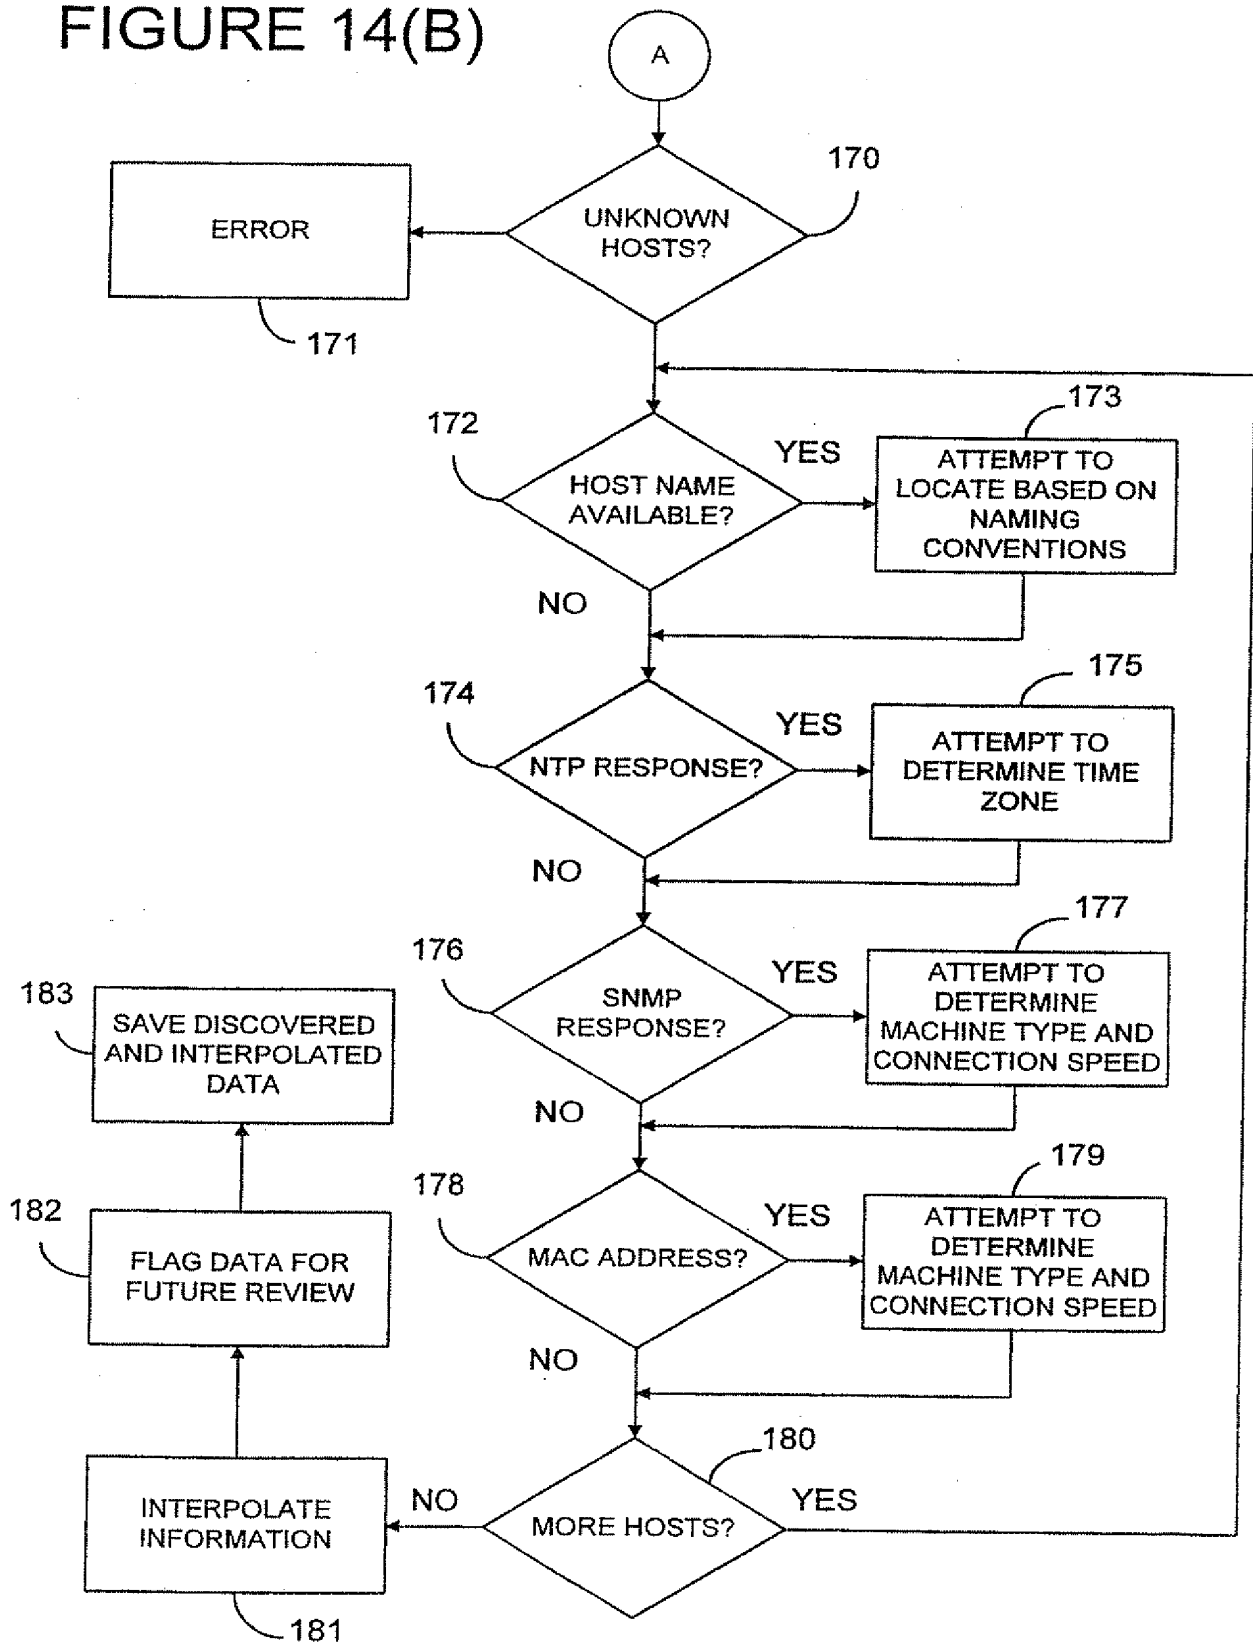 FIGURE 14(B)
A
170
UNKNOWN
HOSTS?
ERROR
171
172
HOST NAME
AVAILABLE?
YES
173
ATTEMPT TO
LOCATE BASED ON
NAMING
CONVENTIONS
NO
174
NTP RESPONSE?
YES
175
ATTEMPT TO
DETERMINE TIME
ZONE
NO
176
SNMP
RESPONSE?
YES
177
ATTEMPT TO
DETERMINE
MACHINE TYPE AND
CONNECTION SPEED
NO
178
MAC ADDRESS?
YES
179
ATTEMPT TO
DETERMINE
MACHINE TYPE AND
CONNECTION SPEED
NO
180
MORE HOSTS?
YES
NO
INTERPOLATE
INFORMATION
181
182
FLAG DATA FOR
FUTURE REVIEW
183
SAVE DISCOVERED
AND INTERPOLATED
DATA